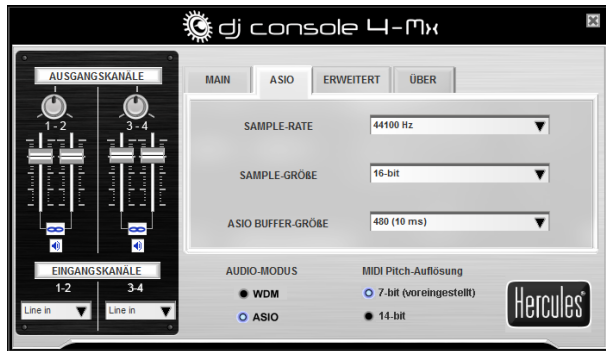 dj console 4-Mx
AUSGANGSKANÄLE
1 - 2
3 - 4
EINGANGSKANÄLE
1-2
3-4
Line in
Line in
MAIN
ASIO
ERWEITERT
ÜBER
SAMPLE-RATE
44100 Hz
SAMPLE-GRÖßE
16-bit
ASIO BUFFER-GRÖßE
480 (10 ms)
AUDIO-MODUS
WDM
ASIO
MIDI Pitch-Auflösung
7-bit (voreingestellt)
14-bit
Hercules